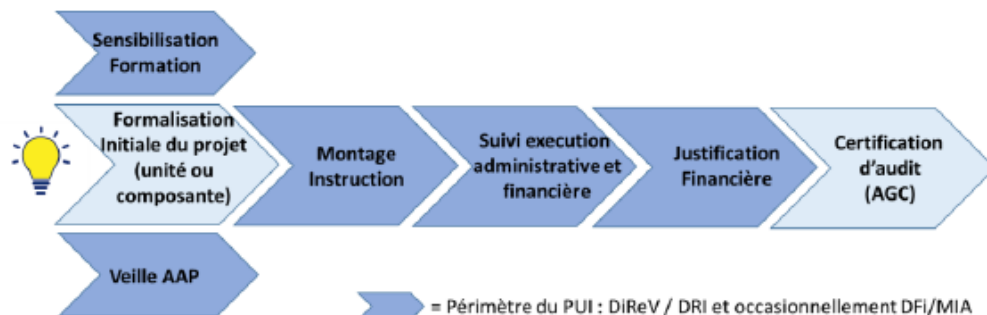 Sensibilisation
Formation
Formalisation
Initiale du projet
(unité ou
composante)
Montage
Instruction
Suivi execution
administrative et
financière
Justification
Financière
Certification
d'audit
(AGC)
Veille AAP
= Périmètre du PUI : DiReV / DRI et occasionnellement DFi/MIA